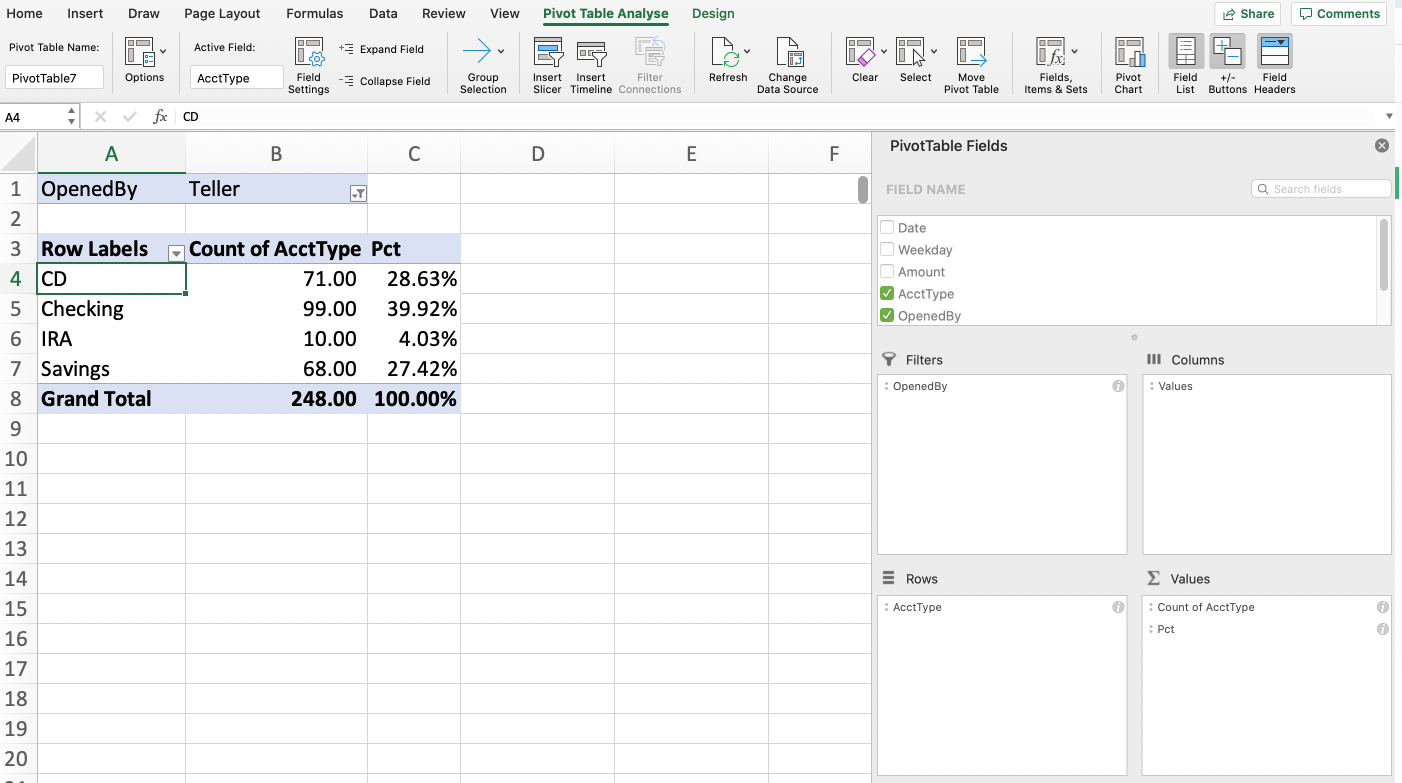 Home Insert Draw Page Layout Formulas Data Review View Pivot Table Analyse Design Share Comments
Pivot Table Name: Active Field: Expand Field
PivotTable7 AcctType Collapse Field
Options Field Settings Group Selection Insert Slicer Insert Timeline Filter Connections Refresh Change Data Source Clear Select Move Pivot Table Fields, Items & Sets Pivot Chart Field List +/- Buttons Field Headers
A4 fx CD
A B C D E F
1 OpenedBy Teller
2
3 Row Labels Count of AcctType Pct
4 CD 71.00 28.63%
5 Checking 99.00 39.92%
6 IRA 10.00 4.03%
7 Savings 68.00 27.42%
8 Grand Total 248.00 100.00%
9
10
11
12
13
14
15
16
17
18
19
20
PivotTable Fields
FIELD NAME Search fields
Date
Weekday
Amount
AcctType
OpenedBy
Filters Columns
OpenedBy Values
Rows Values
AcctType Count of AcctType
Pct